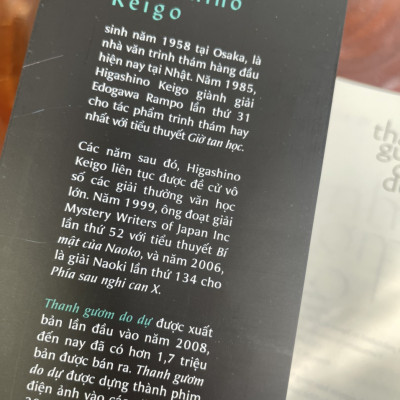 Keigo
sinh năm 1958 tại Osaka, là
nhà văn trinh thám hàng đầu
hiện nay tại Nhật. Năm 1985,
Higashino Keigo giành giải
Edogawa Rampo lần thứ 31
cho tác phẩm trinh thám hay
nhất với tiểu thuyết Giờ tan học.
Các năm sau đó, Higashino
Keigo liên tục được đề cử vô
số các giải thưởng văn học
lớn. Năm 1999, ông đoạt giải
Mystery Writers of Japan Inc
lần thứ 52 với tiểu thuyết Bí
mật của Naoko, và năm 2006,
là giải Naoki lần thứ 134 cho
Phía sau nghi can X.
Thanh gươm do dự được xuất
bản lần đầu vào năm 2008,
đến nay đã có hơn 1,7 triệu
bản được bán ra. Thanh gươm
do dự được dựng thành phim
điện ảnh vào